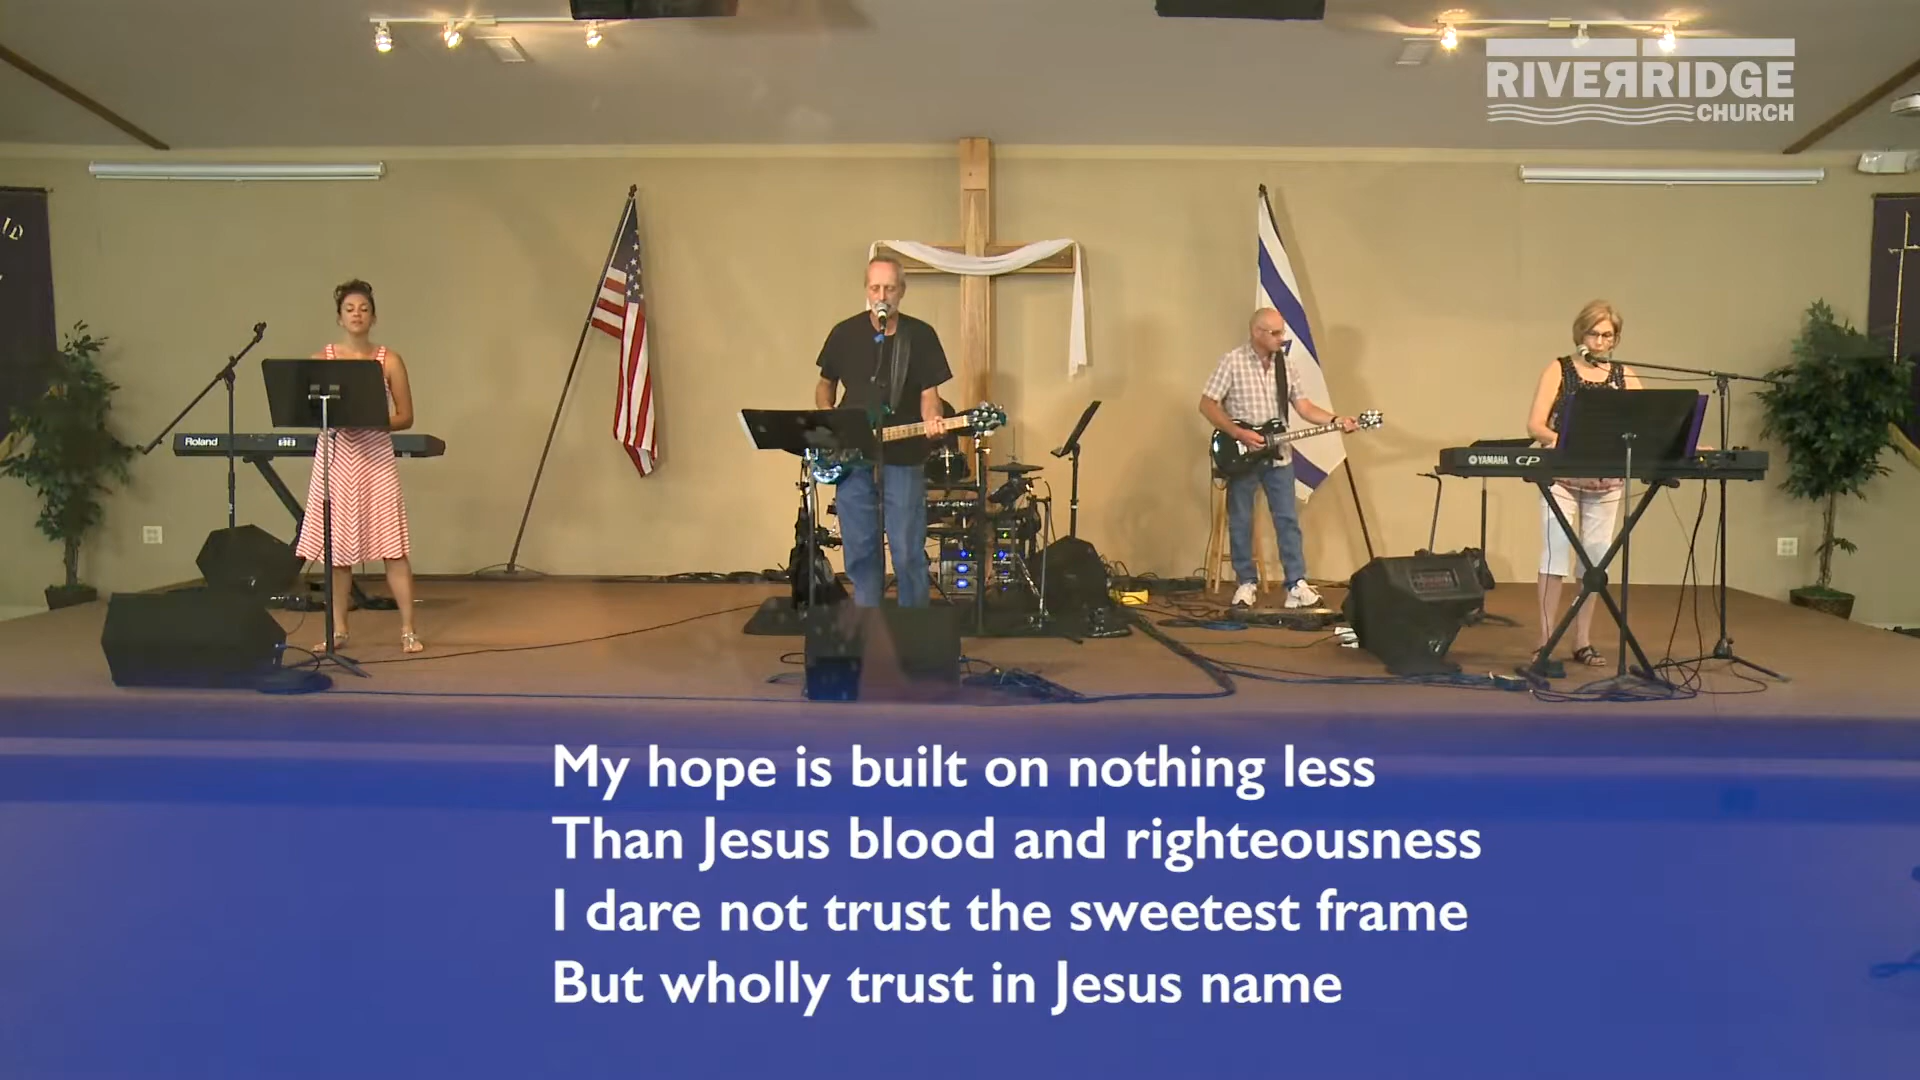 RIVERRIDGE
CHURCH
Roland
YAMAHA CP
My hope is built on nothing less
Than Jesus blood and righteousness
I dare not trust the sweetest frame
But wholly trust in Jesus name